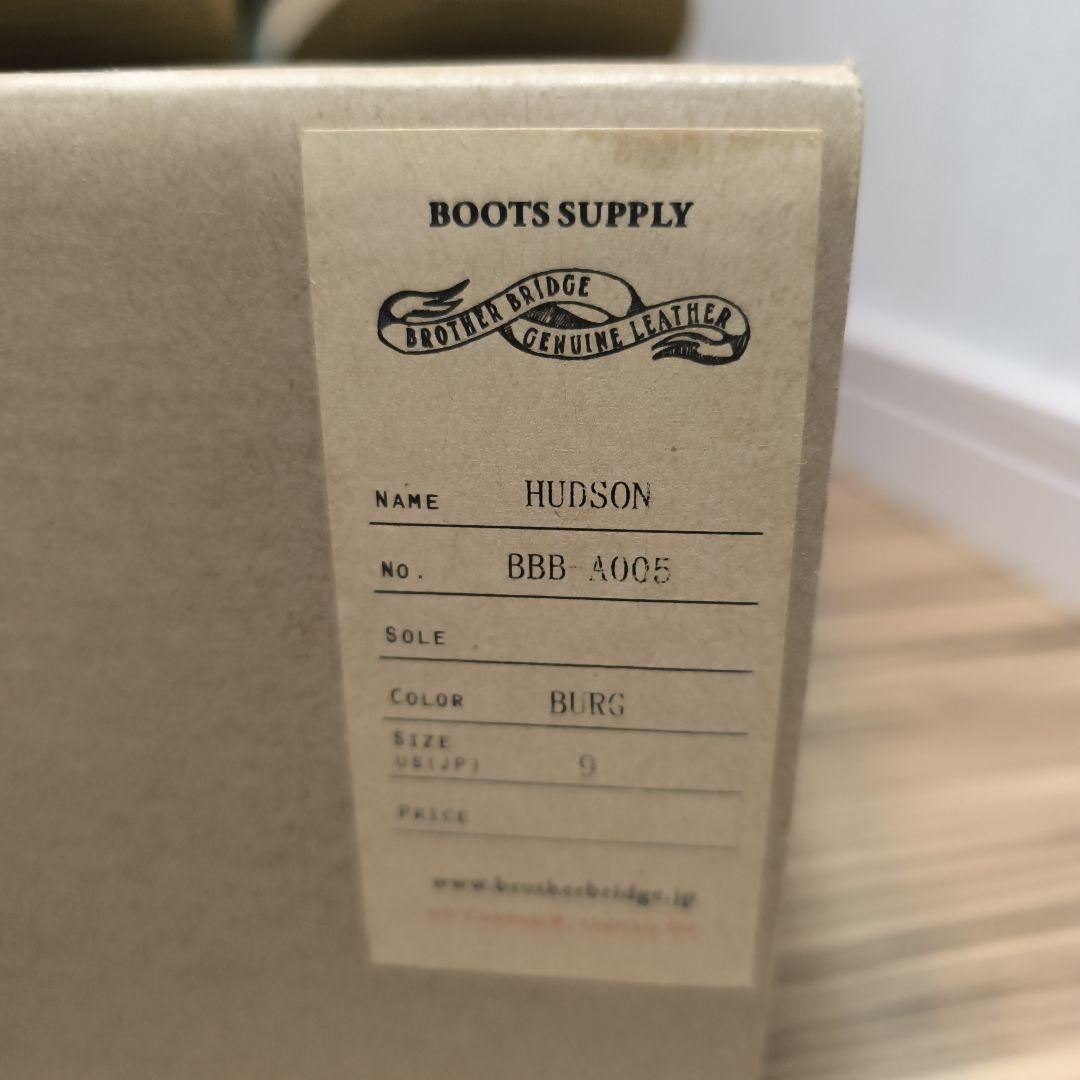 BOOTS SUPPLY
BROTHER BRIDGE
GENUINE LEATHER
NAME HUDSON
NO. BBB-A005
SOLE
COLOR BURG
SIZE
US(JP) 9
PRICE
www.brotherbridge.jp